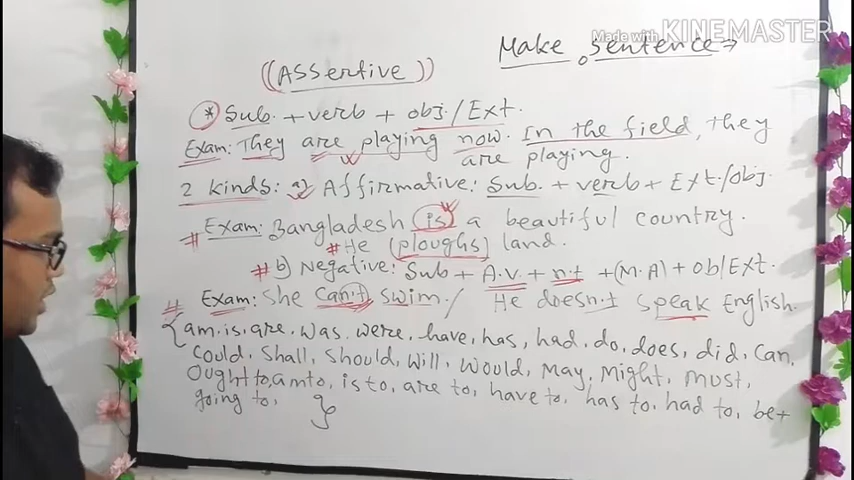 Made with KINEMASTER
Make sentence →
((Assertive))
* Sub. + verb + obj / Ext.
Exam: They are playing now. In the field, they are playing.
2 kinds: a) Affirmative: Sub. + verb + Ext./obj.
# Exam: Bangladesh is a beautiful country.
# He ploughs land.
# b) Negative: Sub + A.v. + n.t + (M.A) + ob/Ext.
# Exam: She can't swim. / He doesn.t speak English.
{am. is. are. was. were, have, has, had, do, does, did, can,
could, shall, should, will, would, may, might, must,
ought to, am to, is to, are to, have to, has to, had to, be +
going to, }